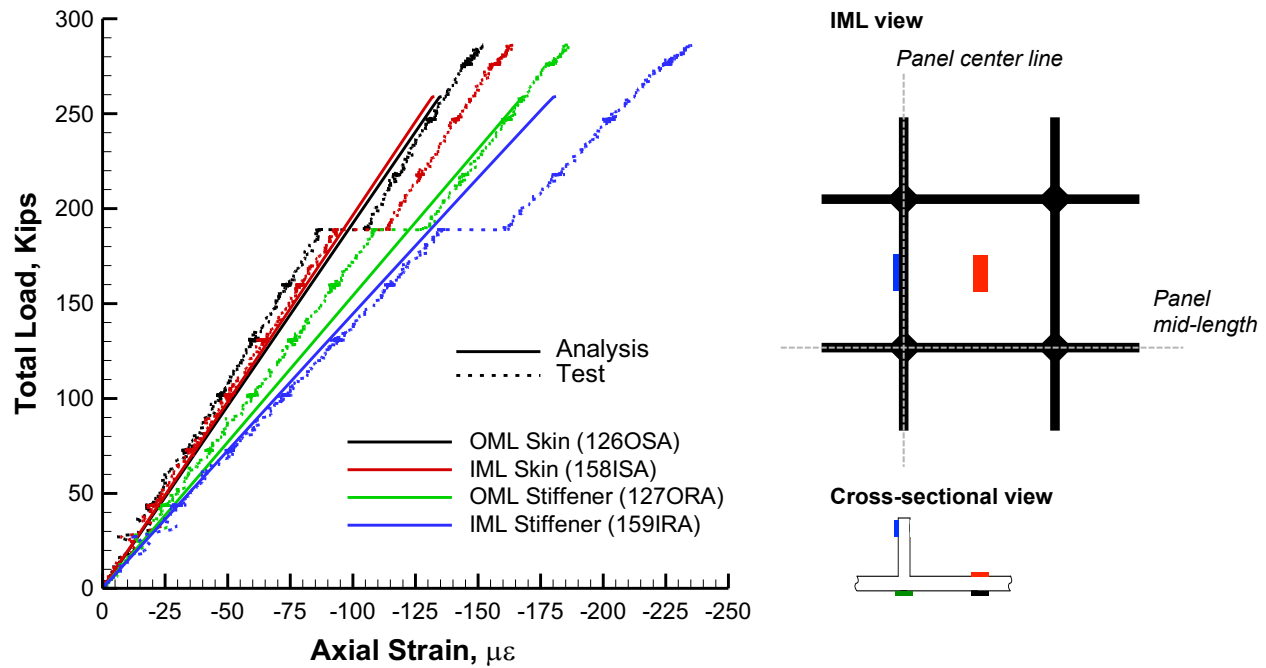 300
250
200
150
100
50
0
Total Load, Kips
0
-25
-50
-75
-100
-125
-150
-175
-200
-225
-250
Axial Strain, με
Analysis
Test
OML Skin (126OSA)
IML Skin (158ISA)
OML Stiffener (127ORA)
IML Stiffener (159IRA)
IML view
Panel center line
Panel
mid-length
Cross-sectional view